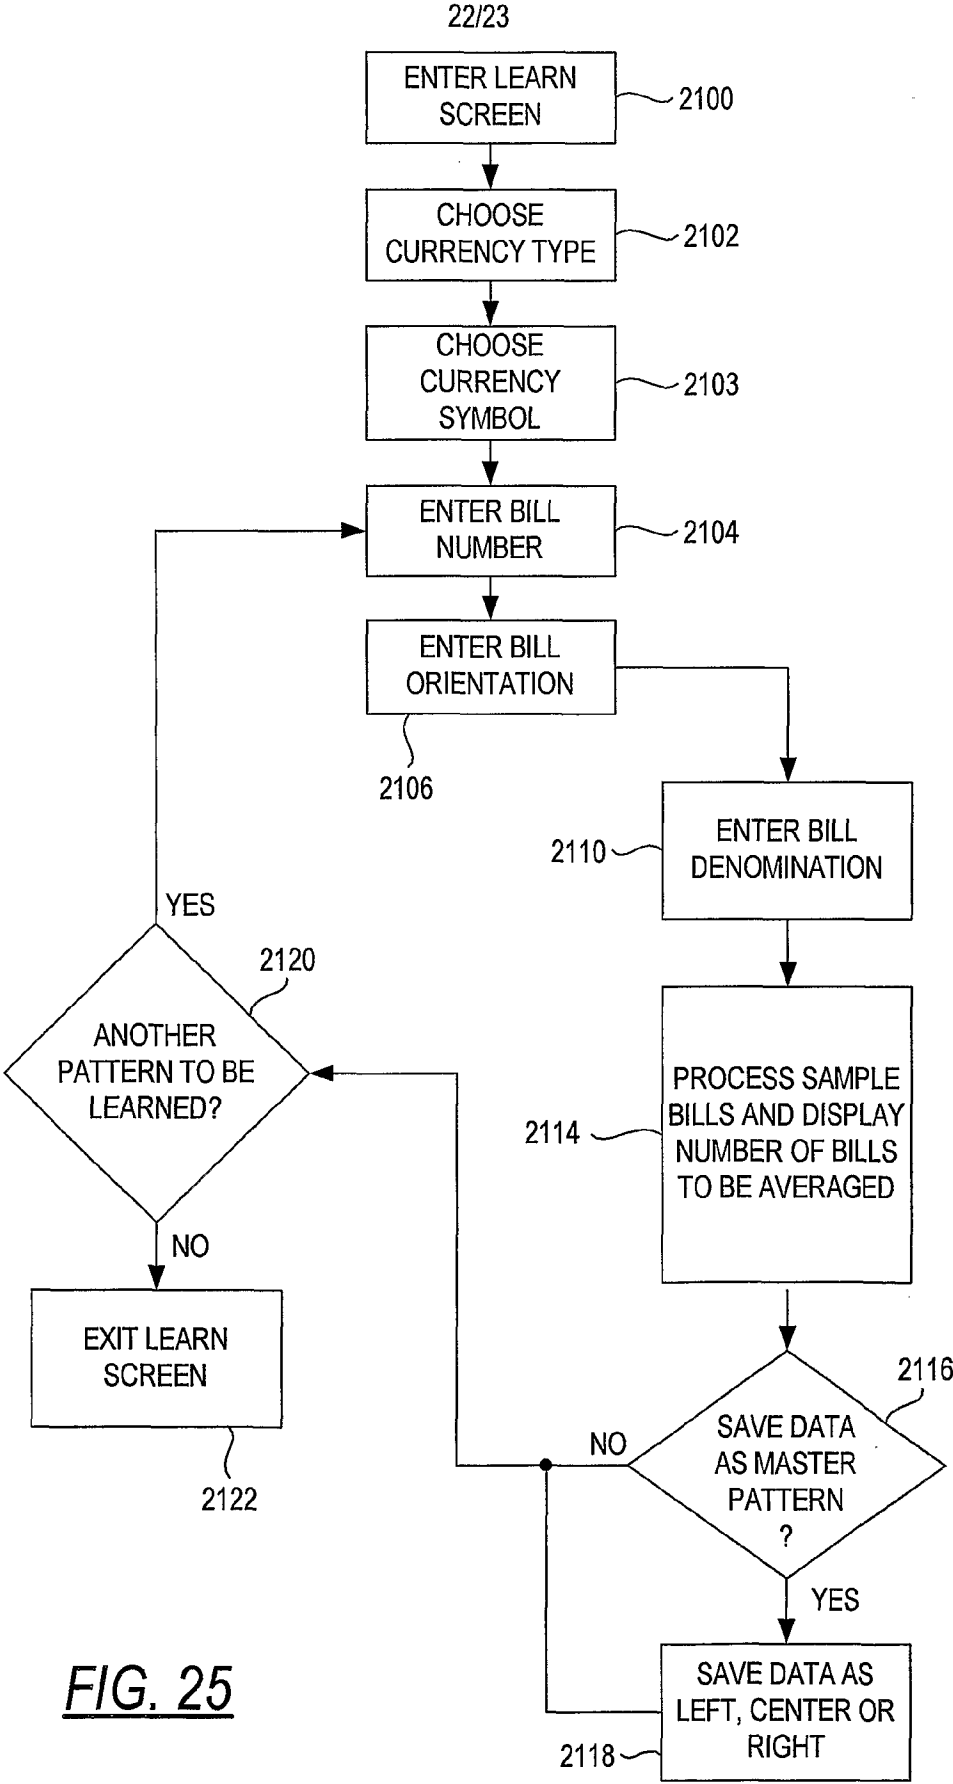 22/23
ENTER LEARN
SCREEN
2100
CHOOSE
CURRENCY TYPE
2102
CHOOSE
CURRENCY
SYMBOL
2103
ENTER BILL
NUMBER
2104
ENTER BILL
ORIENTATION
2106
ENTER BILL
DENOMINATION
2110
YES
2120
ANOTHER
PATTERN TO BE
LEARNED?
PROCESS SAMPLE
BILLS AND DISPLAY
NUMBER OF BILLS
TO BE AVERAGED
2114
NO
EXIT LEARN
SCREEN
2122
2116
NO
SAVE DATA
AS MASTER
PATTERN
?
YES
SAVE DATA AS
LEFT, CENTER OR
RIGHT
2118
FIG. 25